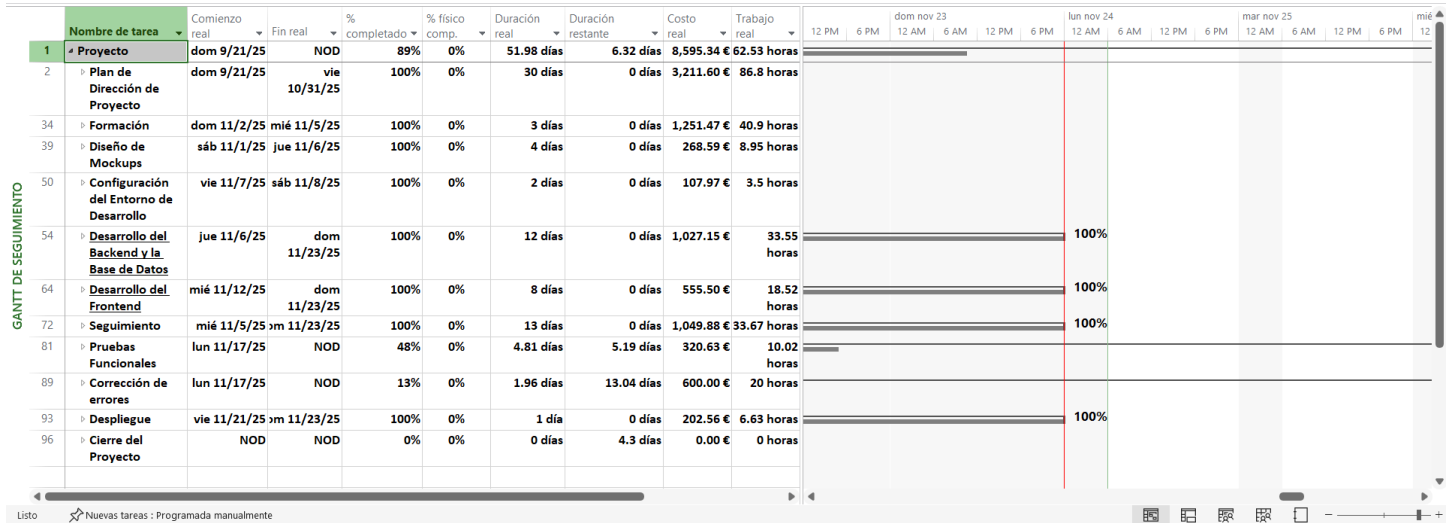 Nombre de tarea Comienzo real Fin real % completado % físico comp. Duración real Duración restante Costo real Trabajo real
dom nov 23 lun nov 24 mar nov 25 mié
12 PM 6 PM 12 AM 6 AM 12 PM 6 PM 12 AM 6 AM 12 PM 6 PM 12 AM 6 AM 12 PM 6 PM 12
1 Proyecto dom 9/21/25 NOD 89% 0% 51.98 días 6.32 días 8,595.34 € 62.53 horas
2 Plan de Dirección de Proyecto dom 9/21/25 vie 10/31/25 100% 0% 30 días 0 días 3,211.60 € 86.8 horas
34 Formación dom 11/2/25 mié 11/5/25 100% 0% 3 días 0 días 1,251.47 € 40.9 horas
39 Diseño de Mockups sáb 11/1/25 jue 11/6/25 100% 0% 4 días 0 días 268.59 € 8.95 horas
50 Configuración del Entorno de Desarrollo vie 11/7/25 sáb 11/8/25 100% 0% 2 días 0 días 107.97 € 3.5 horas
54 Desarrollo del Backend y la Base de Datos jue 11/6/25 dom 11/23/25 100% 0% 12 días 0 días 1,027.15 € 33.55 horas 100%
64 Desarrollo del Frontend mié 11/12/25 dom 11/23/25 100% 0% 8 días 0 días 555.50 € 18.52 horas 100%
72 Seguimiento mié 11/5/25 om 11/23/25 100% 0% 13 días 0 días 1,049.88 € 33.67 horas 100%
81 Pruebas Funcionales lun 11/17/25 NOD 48% 0% 4.81 días 5.19 días 320.63 € 10.02 horas
89 Corrección de errores lun 11/17/25 NOD 13% 0% 1.96 días 13.04 días 600.00 € 20 horas
93 Despliegue vie 11/21/25 om 11/23/25 100% 0% 1 día 0 días 202.56 € 6.63 horas 100%
96 Cierre del Proyecto NOD NOD 0% 0% 0 días 4.3 días 0.00 € 0 horas
GANTT DE SEGUIMIENTO
Listo Nuevas tareas : Programada manualmente